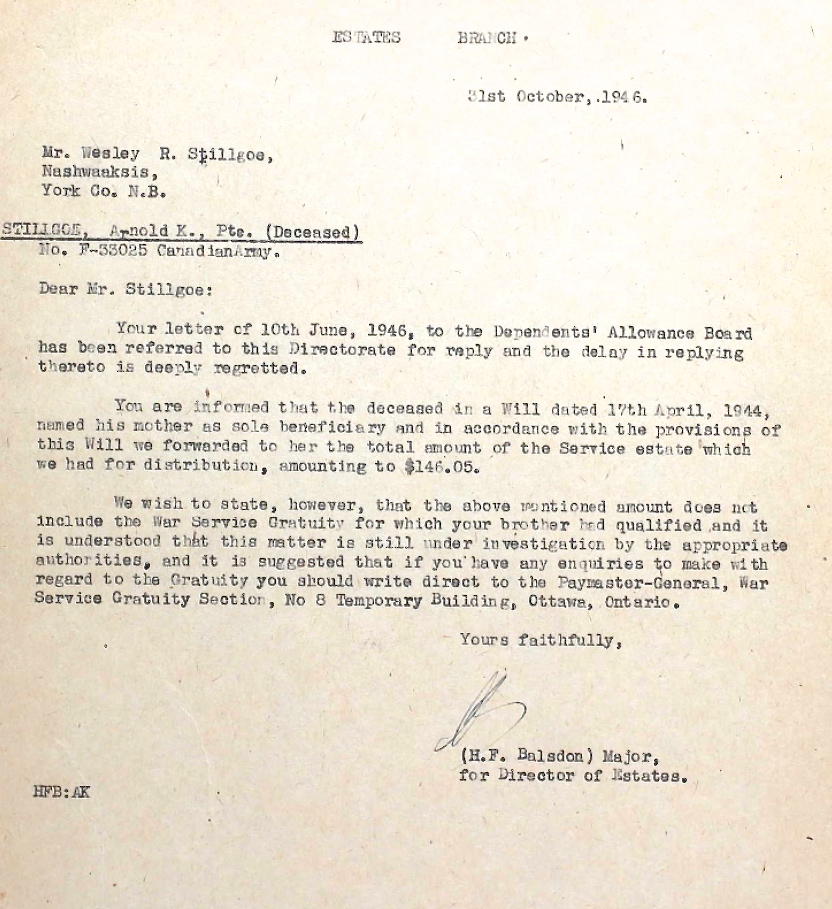 ESTATES BRANCH.
31st October, .1946.
Mr. Wesley R. Stillgoe,
Nashwaaksis,
York Co. N.B.
STILLGOE, Arnold K., Pte. (Deceased)
No. F-33025 CanadianArmy.
Dear Mr. Stillgoe:
Your letter of 10th June, 1946, to the Dependents' Allowance Board
has been referred to this Directorate for reply and the delay in replying
thereto is deeply regretted.
You are informed that the deceased in a Will dated 17th April, 1944,
named his mother as sole beneficiary and in accordance with the provisions of
this Will we forwarded to her the total amount of the Service estate which
we had for distribution, amounting to $146.05.
We wish to state, however, that the above mentioned amount does not
include the War Service Gratuity for which your brother had qualified and it
is understood that this matter is still under investigation by the appropriate
authorities, and it is suggested that if you have any enquiries to make with
regard to the Gratuity you should write direct to the Paymaster-General, War
Service Gratuity Section, No 8 Temporary Building, Ottawa, Ontario.
Yours faithfully,
(H.F. Balsdon) Major,
for Director of Estates.
HFB:AK